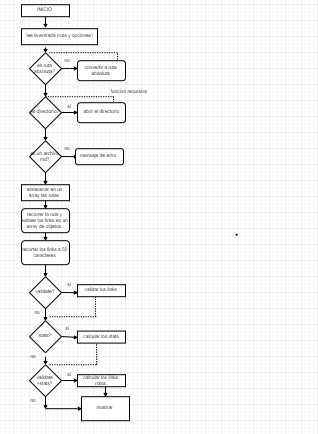 INICIO
lee la entrada (ruta y opciones)
es ruta
absoluta?
no
convertir a ruta
absoluta
funcion recursiva
es directorio
si
abrir el directorio
es un archivo
md?
no
mensaje de error
almacenar en un
array las rutas
recorrer la ruta y
extraer los links en un
array de objetos.
recortar los links a 50
caracteres
validate?
si
validar los links
no
stats?
si
calcular los stats
no
validate
+stats?
si
calcular los links
rotos
no
mostrar